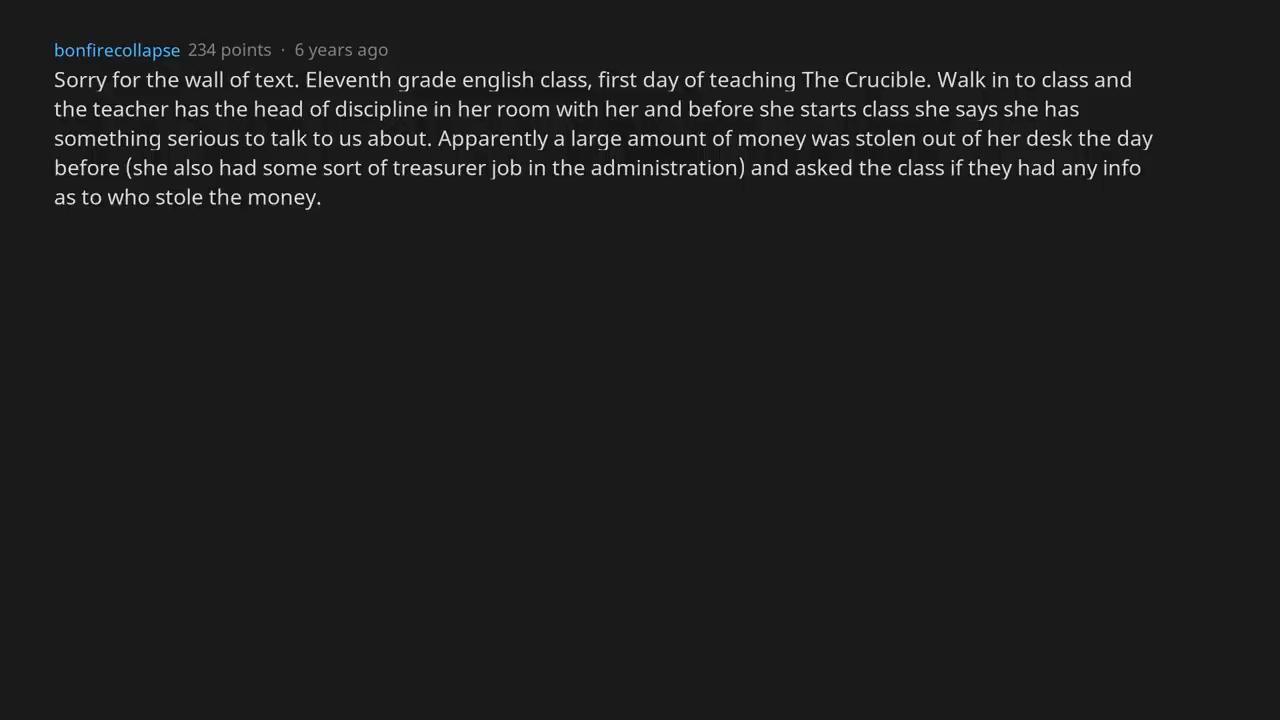 bonfirecollapse 234 points · 6 years ago
Sorry for the wall of text. Eleventh grade english class, first day of teaching The Crucible. Walk in to class and
the teacher has the head of discipline in her room with her and before she starts class she says she has
something serious to talk to us about. Apparently a large amount of money was stolen out of her desk the day
before (she also had some sort of treasurer job in the administration) and asked the class if they had any info
as to who stole the money.